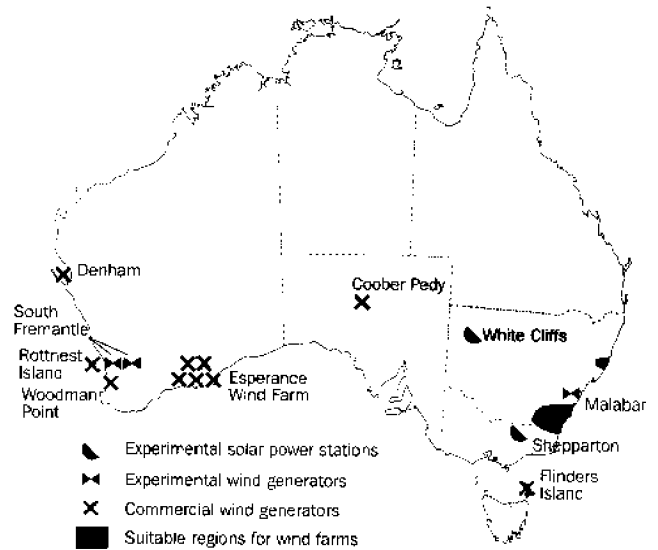 Denham
Coober Pedy
South
Fremantle
White Cliffs
Rottnest
Island
Esperance
Wind Farm
Woodman
Point
Malabar
Shepparton
Experimental solar power stations
Flinders
Island
Experimental wind generators
Commercial wind generators
Suitable regions for wind farms